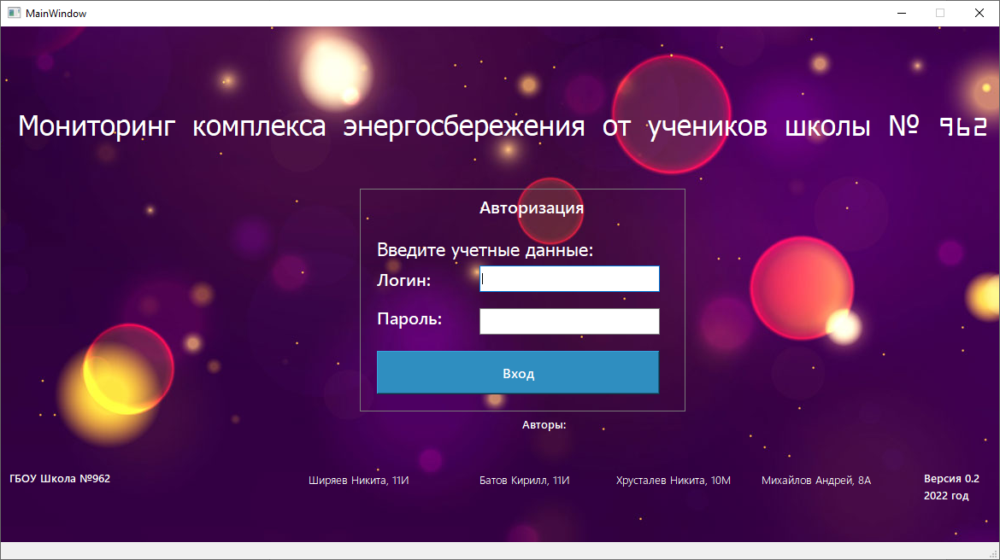 MainWindow
Мониторинг комплекса энергосбережения от учеников школы № 962
Авторизация
Введите учетные данные:
Логин:
Пароль:
Вход
Авторы:
ГБОУ Школа №962
Ширяев Никита, 11И
Батов Кирилл, 11И
Хрусталев Никита, 10М
Михайлов Андрей, 8А
Версия 0.2
2022 год